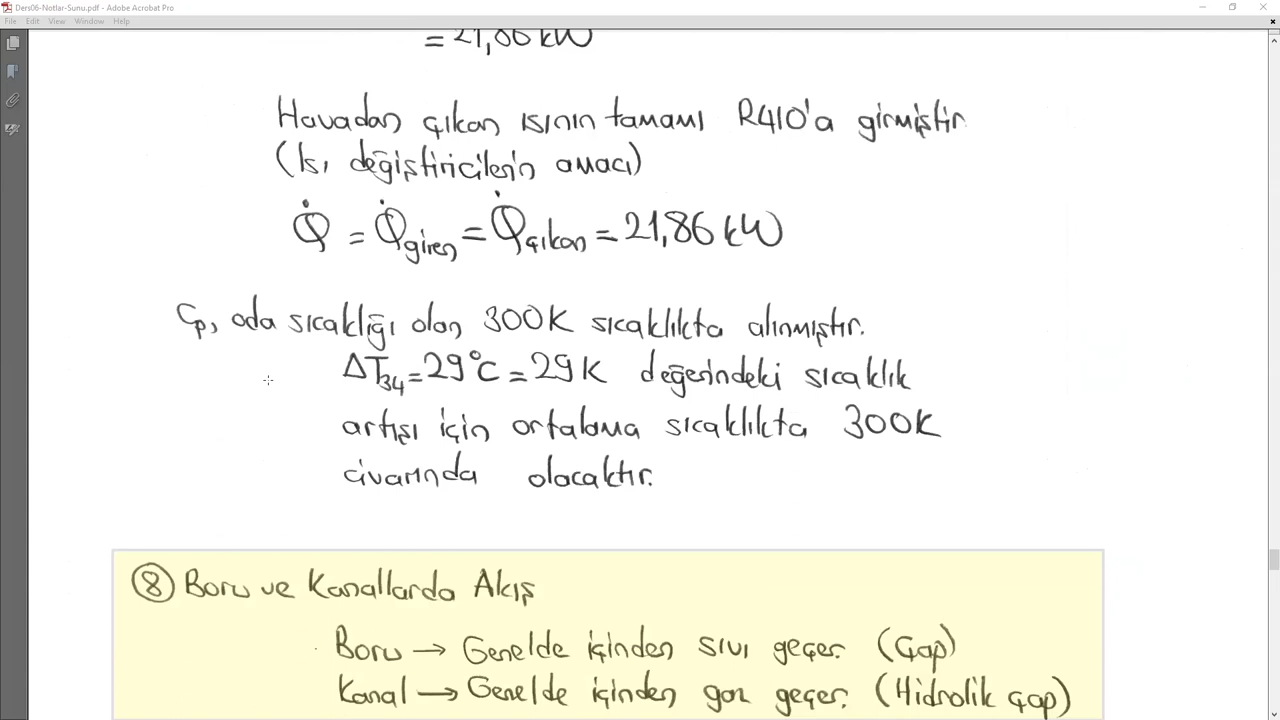 Ders06-Notlar-Sunu.pdf - Adobe Acrobat Pro
File Edit View Window Help
= 21,86 kW
Havadan çıkan ısının tamamı R410'a girmiştir
(Isı değiştiricilerin amacı)
Q̇ = Q̇giren = Q̇çıkan = 21,86 kW
Cp, oda sıcaklığı olan 300K sıcaklıkta alınmıştır.
ΔT34 = 29°C = 29K değerindeki sıcaklık
artışı için ortalama sıcaklıkta 300K
civarında olacaktır.
⑧ Boru ve Kanallarda Akış
Boru → Genelde içinden sıvı geçer. (Çap)
Kanal → Genelde içinden gaz geçer. (Hidrolik çap)